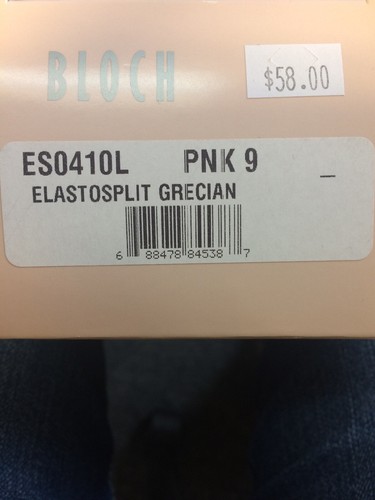 BLOCH
$58.00
ES0410L PNK 9 _
ELASTOSPLIT GRECIAN
6 88478 84538 7